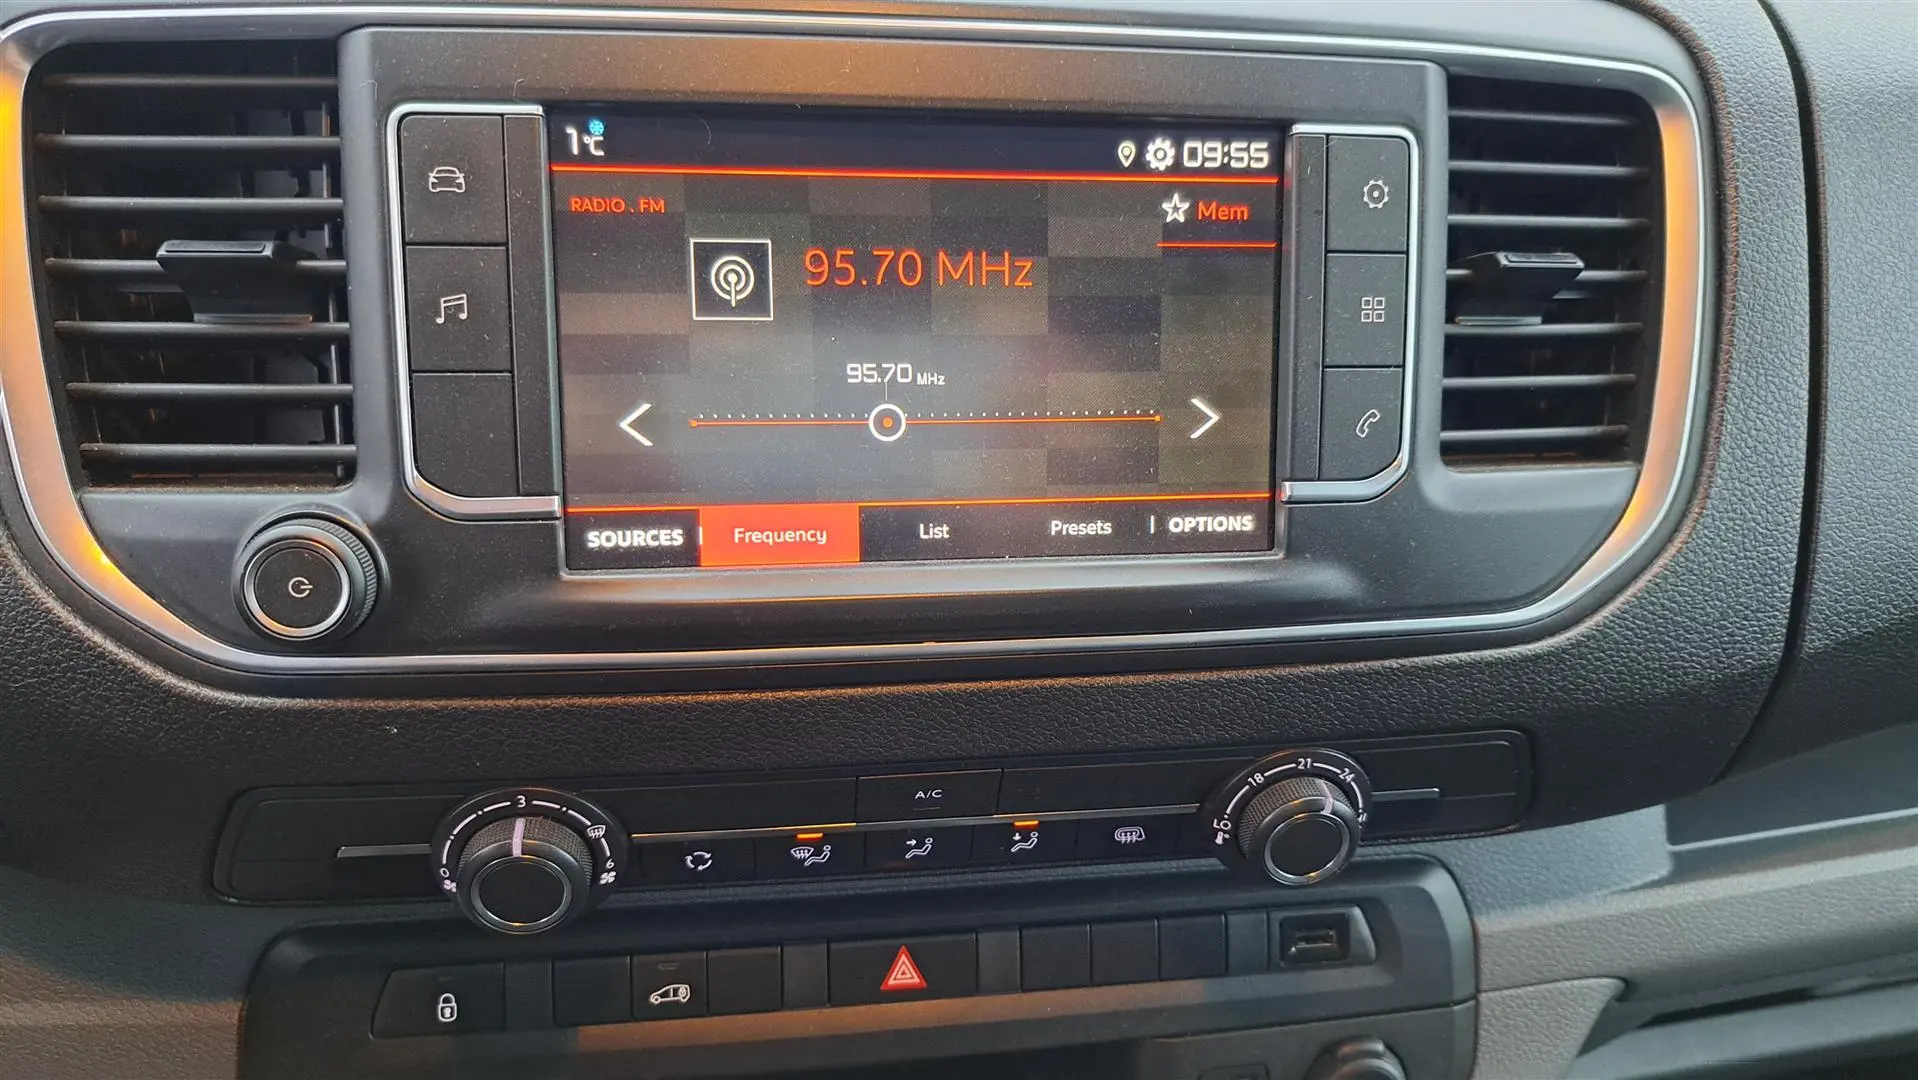 1°C
09:55
RADIO . FM
Mem
95.70 MHz
95.70 MHz
SOURCES
Frequency
List
Presets
OPTIONS
A/C
0
3
6
18
21
24